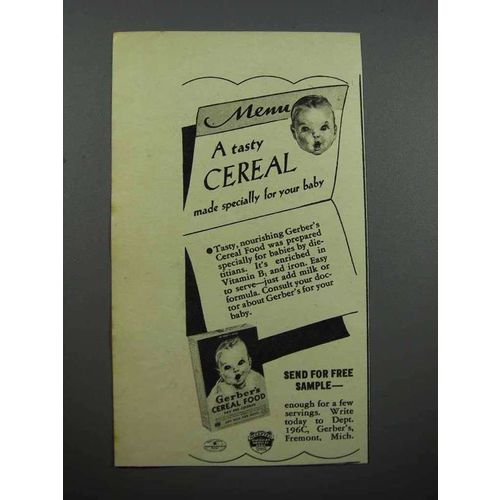 Menu
A tasty
CEREAL
made specially for your baby
Tasty, nourishing Gerber's
Cereal Food was prepared
specially for babies by die-
titians. It's enriched in
Vitamin B₁ and iron. Easy
to serve—just add milk or
formula. Consult your doc-
tor about Gerber's for your
baby.
Gerber's
CEREAL FOOD
SEND FOR FREE
SAMPLE—
enough for a few
servings. Write
today to Dept.
196C, Gerber's,
Fremont, Mich.